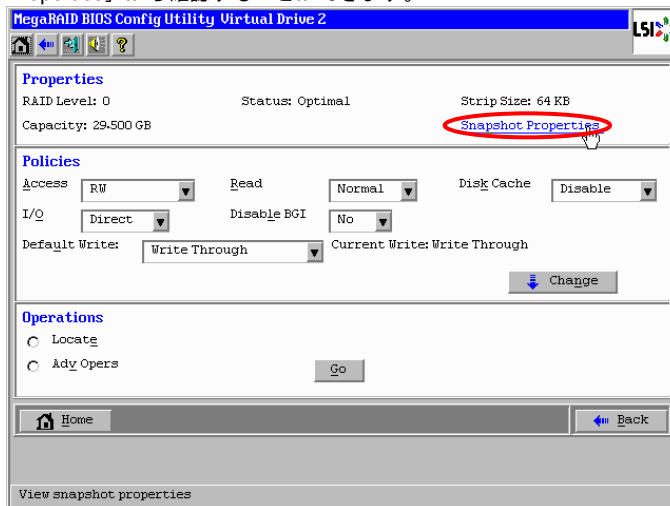 MegaRAID BIOS Config Utility Virtual Drive 2
LSI
Properties
RAID Level: 0 Status: Optimal Strip Size: 64 KB
Capacity: 29.500 GB Snapshot Properties
Policies
Access RW Read Normal Disk Cache Disable
I/O Direct Disable BGI No
Default Write: Write Through Current Write: Write Through
Change
Operations
Locate
Adv Opers
Go
Home Back
View snapshot properties